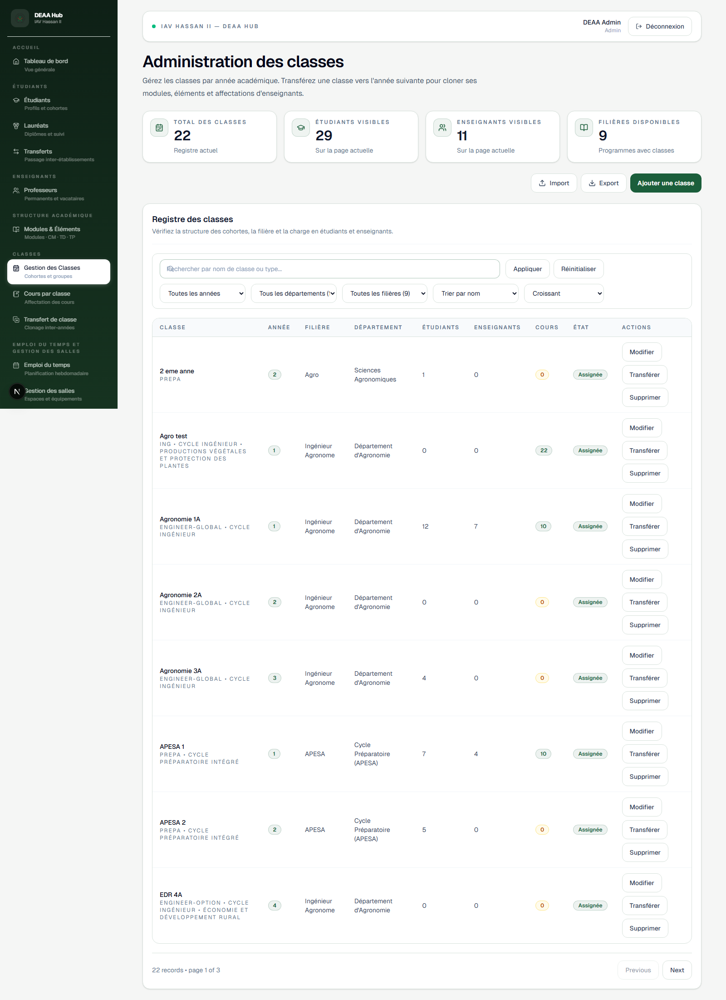 DEAA Hub
IAV Hassan II
ACCUEIL
Tableau de bord
Vue générale
ÉTUDIANTS
Étudiants
Profils et cohortes
Lauréats
Diplômes et suivi
Transferts
Passage inter-établissements
ENSEIGNANTS
Professeurs
Permanents et vacataires
STRUCTURE ACADÉMIQUE
Modules & Éléments
Modules · CM · TD · TP
CLASSES
Gestion des Classes
Cohortes et groupes
Cours par classe
Affectation des cours
Transfert de classe
Clonage inter-années
EMPLOI DU TEMPS ET
GESTION DES SALLES
Emploi du temps
Planification hebdomadaire
N
Gestion des salles
Espaces et équipements
IAV HASSAN II — DEAA HUB
DEAA Admin
Admin
Déconnexion
Administration des classes
Gérez les classes par année académique. Transférez une classe vers l'année suivante pour cloner ses
modules, éléments et affectations d'enseignants.
TOTAL DES CLASSES
22
Registre actuel
ÉTUDIANTS VISIBLES
29
Sur la page actuelle
ENSEIGNANTS VISIBLES
11
Sur la page actuelle
FILIÈRES DISPONIBLES
9
Programmes avec classes
Import
Export
Ajouter une classe
Registre des classes
Vérifiez la structure des cohortes, la filière et la charge en étudiants et enseignants.
Rechercher par nom de classe ou type...
Appliquer
Réinitialiser
Toutes les années
Tous les départements (1
Toutes les filières (9)
Trier par nom
Croissant
CLASSE ANNÉE FILIÈRE DÉPARTEMENT ÉTUDIANTS ENSEIGNANTS COURS ÉTAT ACTIONS
2 eme anne
PREPA
2
Agro
Sciences
Agronomiques
1
0
0
Assignée
Modifier
Transférer
Supprimer
Agro test
ING • CYCLE INGÉNIEUR •
PRODUCTIONS VÉGÉTALES
ET PROTECTION DES
PLANTES
1
Ingénieur
Agronome
Département
d'Agronomie
0
0
22
Assignée
Modifier
Transférer
Supprimer
Agronomie 1A
ENGINEER-GLOBAL • CYCLE
INGÉNIEUR
1
Ingénieur
Agronome
Département
d'Agronomie
12
7
10
Assignée
Modifier
Transférer
Supprimer
Agronomie 2A
ENGINEER-GLOBAL • CYCLE
INGÉNIEUR
2
Ingénieur
Agronome
Département
d'Agronomie
0
0
0
Assignée
Modifier
Transférer
Supprimer
Agronomie 3A
ENGINEER-GLOBAL • CYCLE
INGÉNIEUR
3
Ingénieur
Agronome
Département
d'Agronomie
4
0
0
Assignée
Modifier
Transférer
Supprimer
APESA 1
PREPA • CYCLE
PRÉPARATOIRE INTÉGRÉ
1
APESA
Cycle
Préparatoire
(APESA)
7
4
10
Assignée
Modifier
Transférer
Supprimer
APESA 2
PREPA • CYCLE
PRÉPARATOIRE INTÉGRÉ
2
APESA
Cycle
Préparatoire
(APESA)
5
0
0
Assignée
Modifier
Transférer
Supprimer
EDR 4A
ENGINEER-OPTION • CYCLE
INGÉNIEUR • ÉCONOMIE ET
DÉVELOPPEMENT RURAL
4
Ingénieur
Agronome
Département
d'Agronomie
0
0
0
Assignée
Modifier
Transférer
Supprimer
22 records • page 1 of 3
Previous
Next